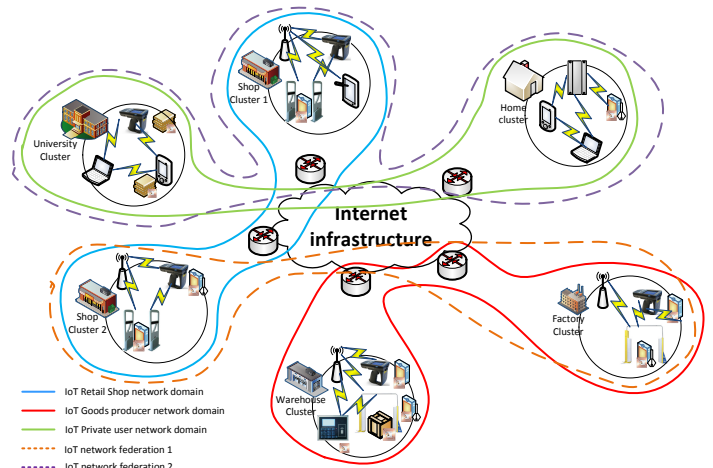 Shop
Cluster 1
Home
cluster
University
Cluster
Internet
infrastructure
Shop
Cluster 2
Factory
Cluster
Warehouse
Cluster
IoT Retail Shop network domain
IoT Goods producer network domain
IoT Private user network domain
IoT network federation 1
IoT network federation 2